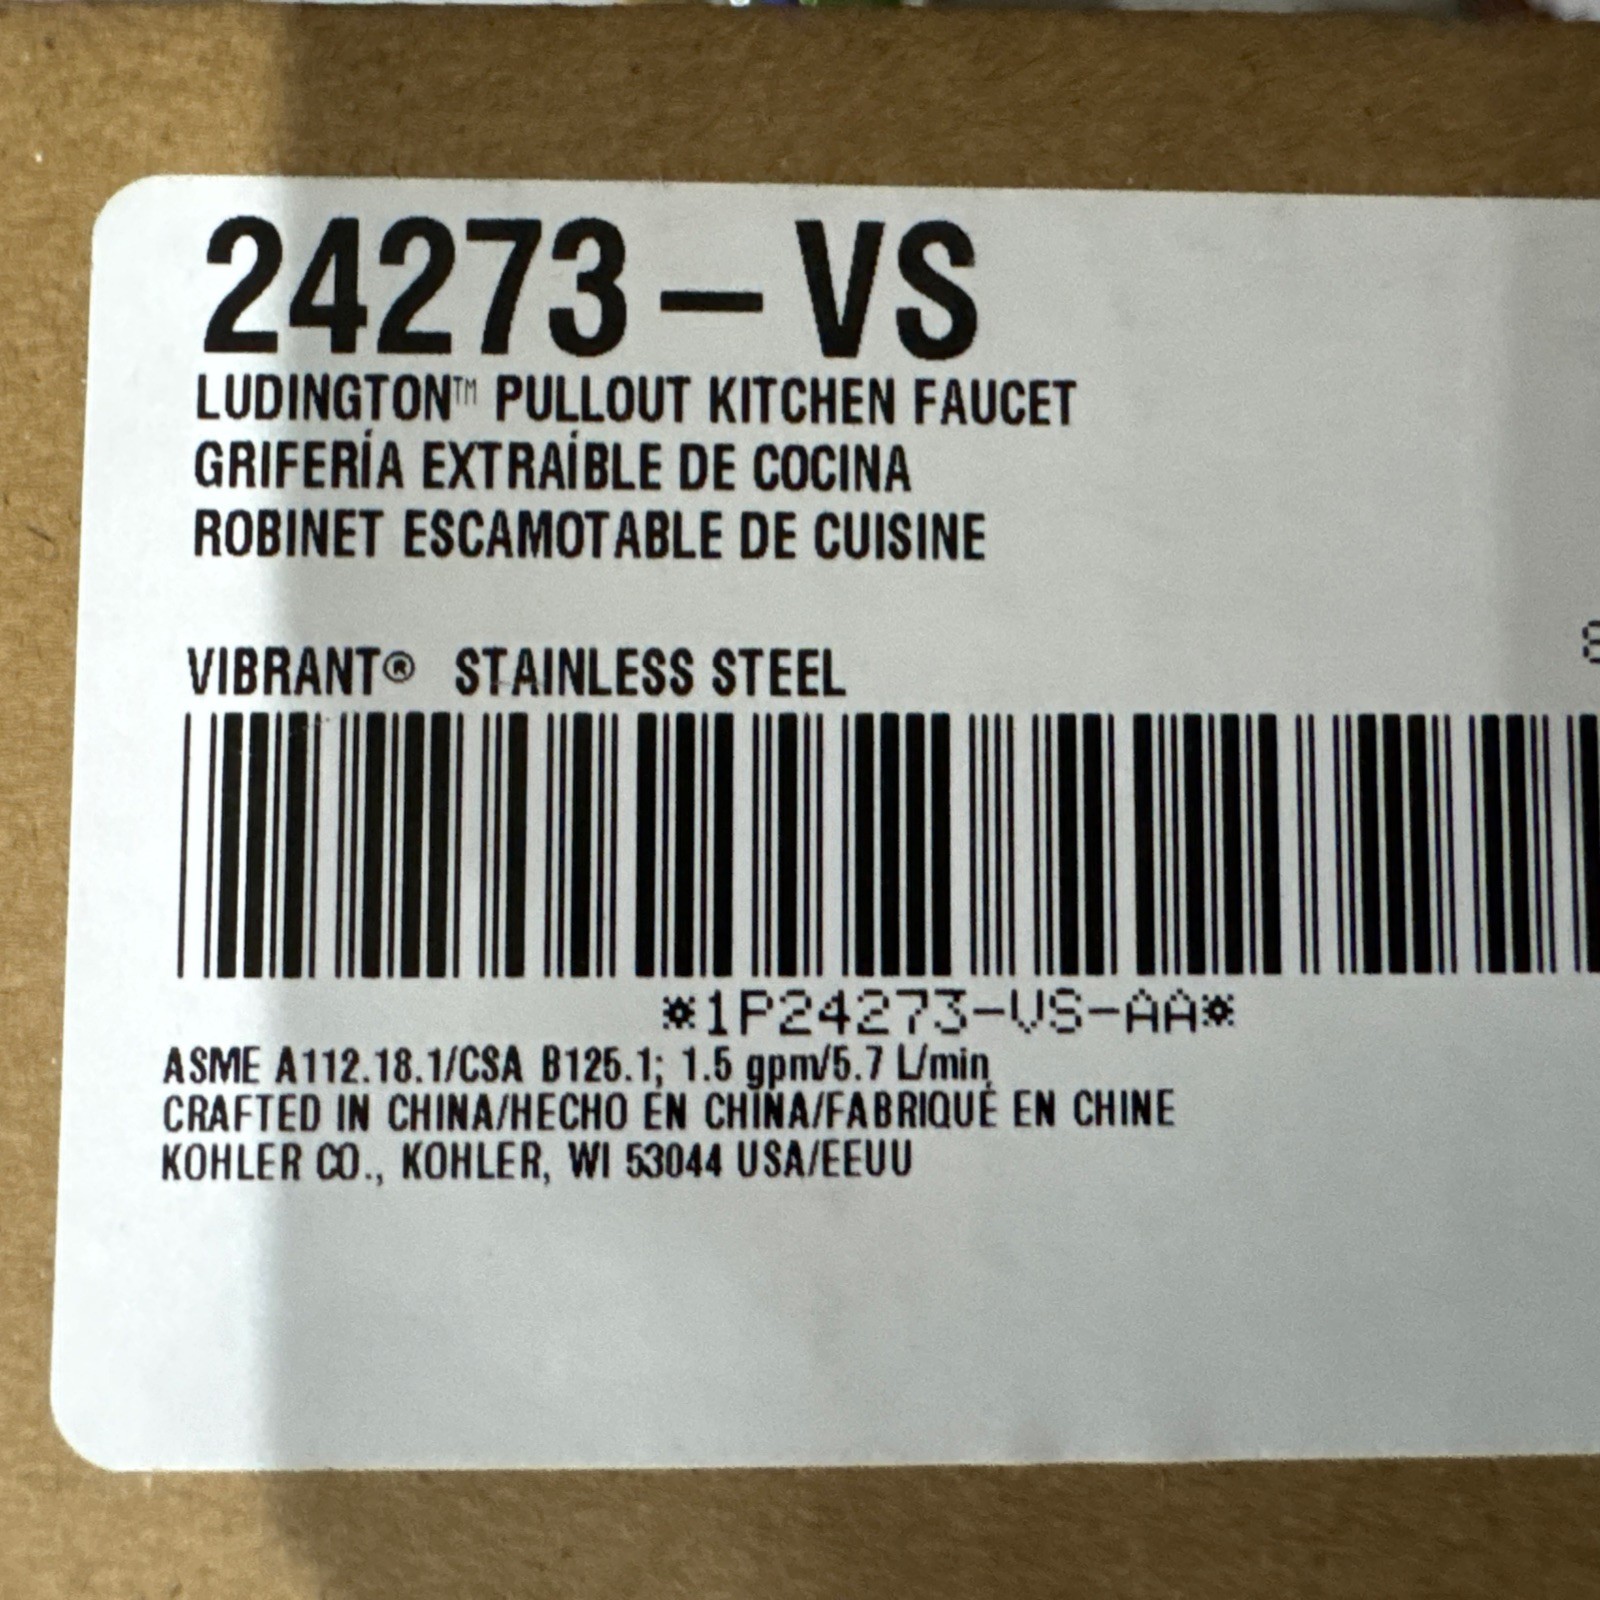 24273-VS
LUDINGTON™ PULLOUT KITCHEN FAUCET
GRIFERÍA EXTRAÍBLE DE COCINA
ROBINET ESCAMOTABLE DE CUISINE
VIBRANT® STAINLESS STEEL
*1P24273-VS-AA*
ASME A112.18.1/CSA B125.1; 1.5 gpm/5.7 L/min
CRAFTED IN CHINA/HECHO EN CHINA/FABRIQUÉ EN CHINE
KOHLER CO., KOHLER, WI 53044 USA/EEUU